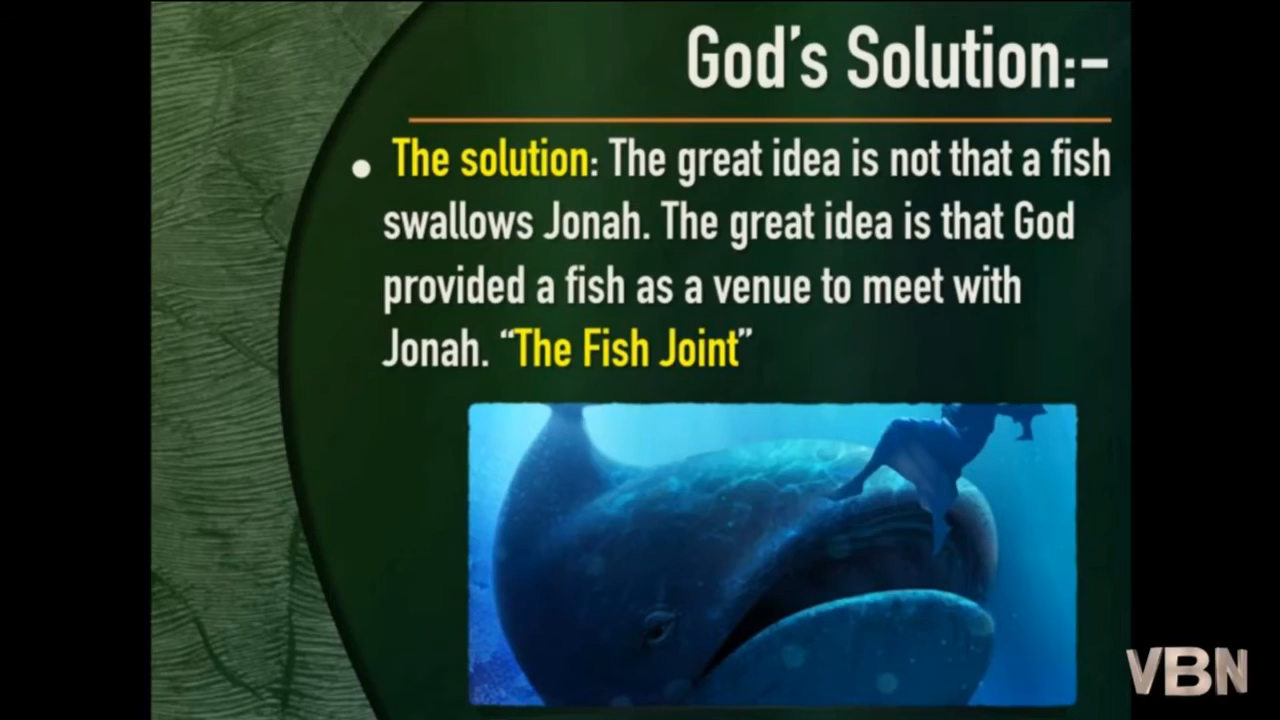 God’s Solution:–
• The solution: The great idea is not that a fish
swallows Jonah. The great idea is that God
provided a fish as a venue to meet with
Jonah. “The Fish Joint”
VBN